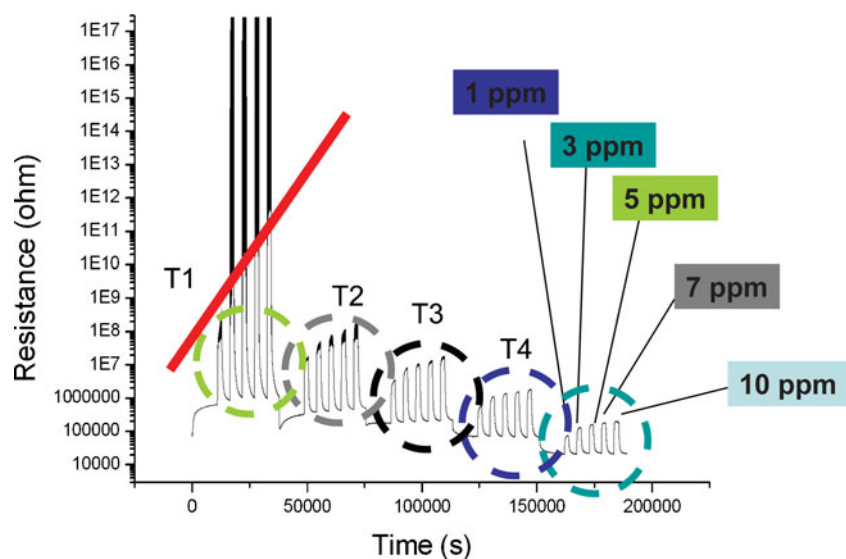 1E17
1E16
1E15
1E14
1E13
1E12
1E11
1E10
1E9
1E8
1E7
1000000
100000
10000
Resistance (ohm)
T1
T2
T3
T4
1 ppm
3 ppm
5 ppm
7 ppm
10 ppm
0
50000
100000
150000
200000
Time (s)